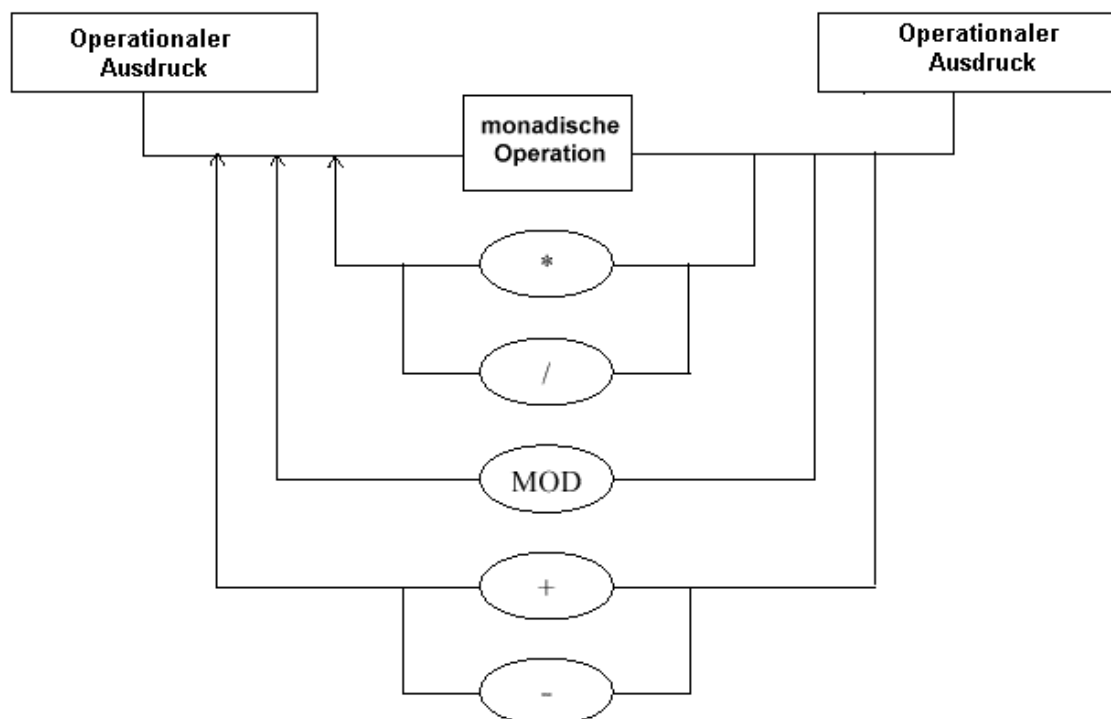 Operationaler
Ausdruck
Operationaler
Ausdruck
monadische
Operation
*
/
MOD
+
-